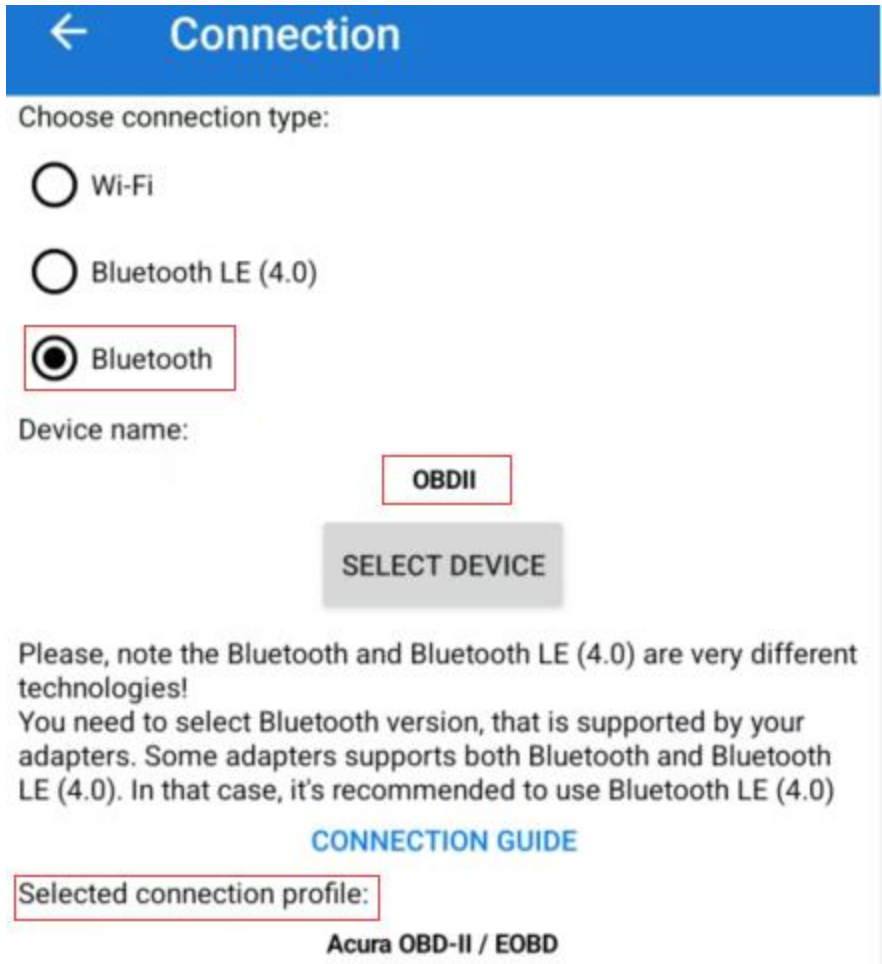 Connection
Choose connection type:
Wi-Fi
Bluetooth LE (4.0)
Bluetooth
Device name:
OBDII
SELECT DEVICE
Please, note the Bluetooth and Bluetooth LE (4.0) are very different
technologies!
You need to select Bluetooth version, that is supported by your
adapters. Some adapters supports both Bluetooth and Bluetooth
LE (4.0). In that case, it's recommended to use Bluetooth LE (4.0)
CONNECTION GUIDE
Selected connection profile:
Acura OBD-II / EOBD